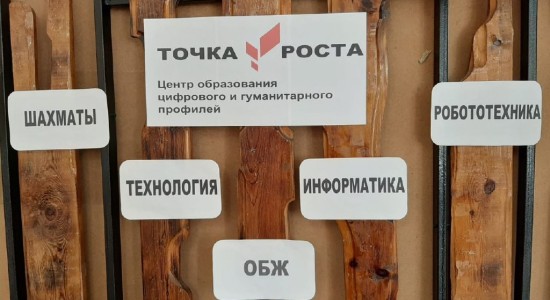 ТОЧКА РОСТА
Центр образования
цифрового и гуманитарного
профилей
ШАХМАТЫ
РОБОТОТЕХНИКА
ТЕХНОЛОГИЯ
ИНФОРМАТИКА
ОБЖ